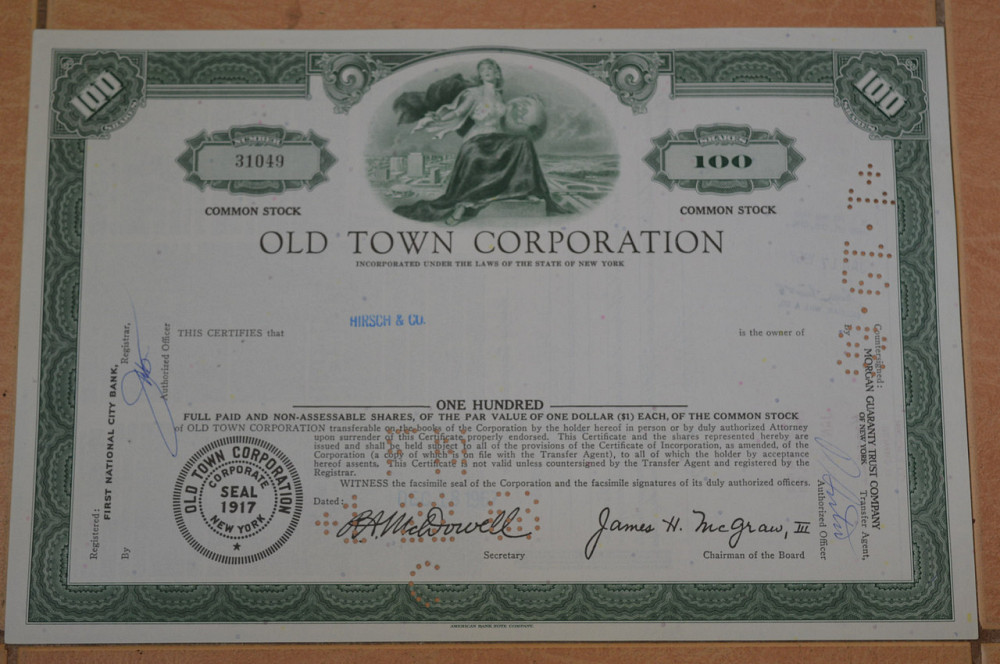 100
100
NUMBER
31049
SHARES
100
COMMON STOCK
COMMON STOCK
OLD TOWN CORPORATION
INCORPORATED UNDER THE LAWS OF THE STATE OF NEW YORK
THIS CERTIFIES that
HIRSCH & CO.
is the owner of
ONE HUNDRED
FULL PAID AND NON-ASSESSABLE SHARES, OF THE PAR VALUE OF ONE DOLLAR ($1) EACH, OF THE COMMON STOCK
of OLD TOWN CORPORATION transferable on the books of the Corporation by the holder hereof in person or by duly authorized Attorney
upon surrender of this Certificate properly endorsed. This Certificate and the shares represented hereby are
issued and shall be held subject to all of the provisions of the Certificate of Incorporation, as amended, of the
Corporation (a copy of which on file with the Transfer Agent), to all of which the holder by acceptance
hereof assents. This Certificate is not valid unless countersigned by the Transfer Agent and registered by the
Registrar.
WITNESS the facsimile seal of the Corporation and the facsimile signatures of its duly authorized officers.
Dated:
McDowell
Secretary
James H. McGraw, III
Chairman of the Board
OLD TOWN CORPORATION
CORPORATE
SEAL
1917
NEW YORK
Registered:
FIRST NATIONAL CITY BANK,
Registrar,
By
Authorized Officer
Countersigned:
MORGAN GUARANTY TRUST COMPANY
OF NEW YORK
Transfer Agent,
By
Authorized Officer
AMERICAN BANK NOTE COMPANY.